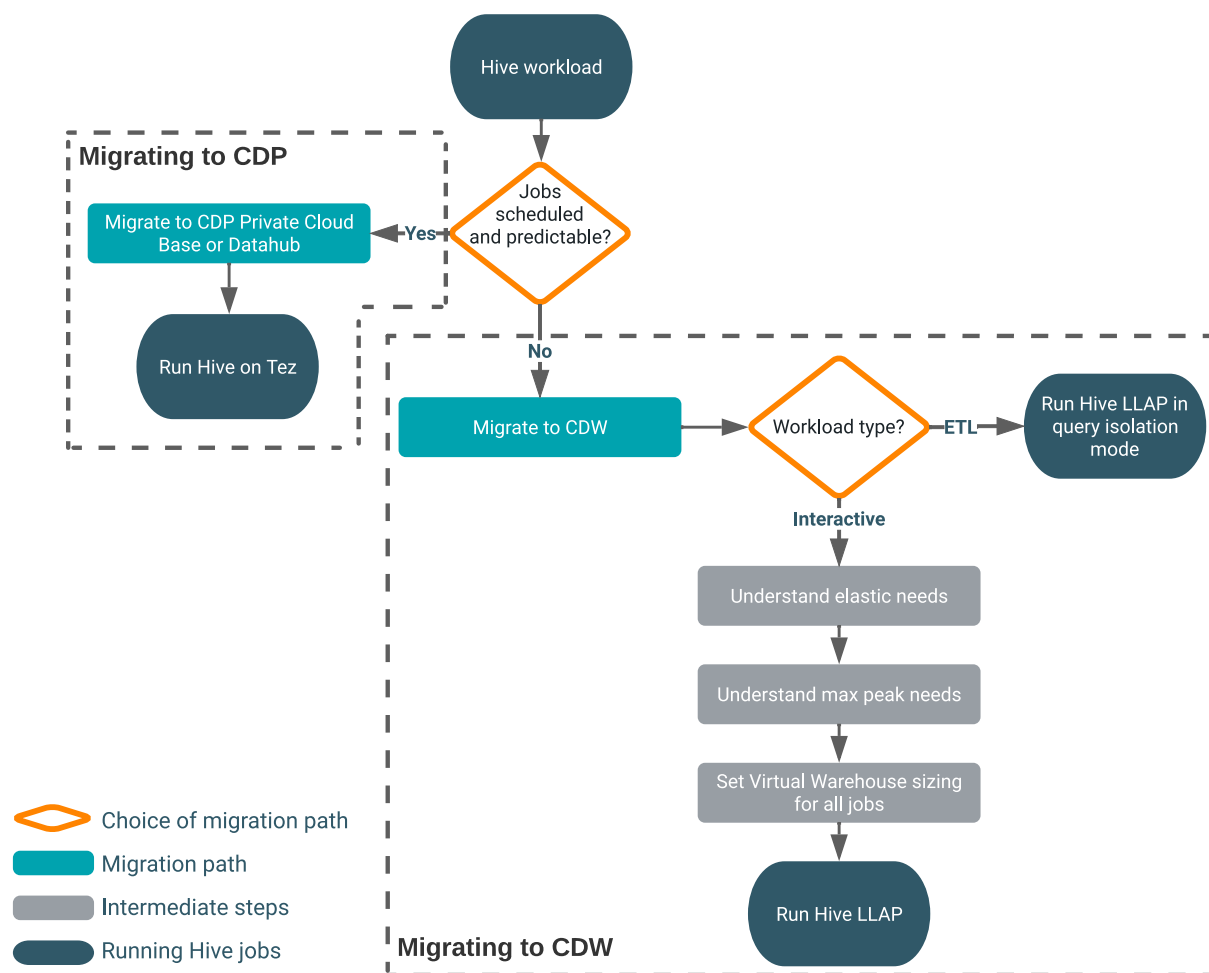 Hive workload
Migrating to CDP
Jobs
scheduled
and predictable?
Yes
Migrate to CDP Private Cloud
Base or Datahub
Run Hive on Tez
No
Migrate to CDW
Workload type?
ETL
Run Hive LLAP in
query isolation
mode
Interactive
Understand elastic needs
Understand max peak needs
Set Virtual Warehouse sizing
for all jobs
Run Hive LLAP
Migrating to CDW
Choice of migration path
Migration path
Intermediate steps
Running Hive jobs